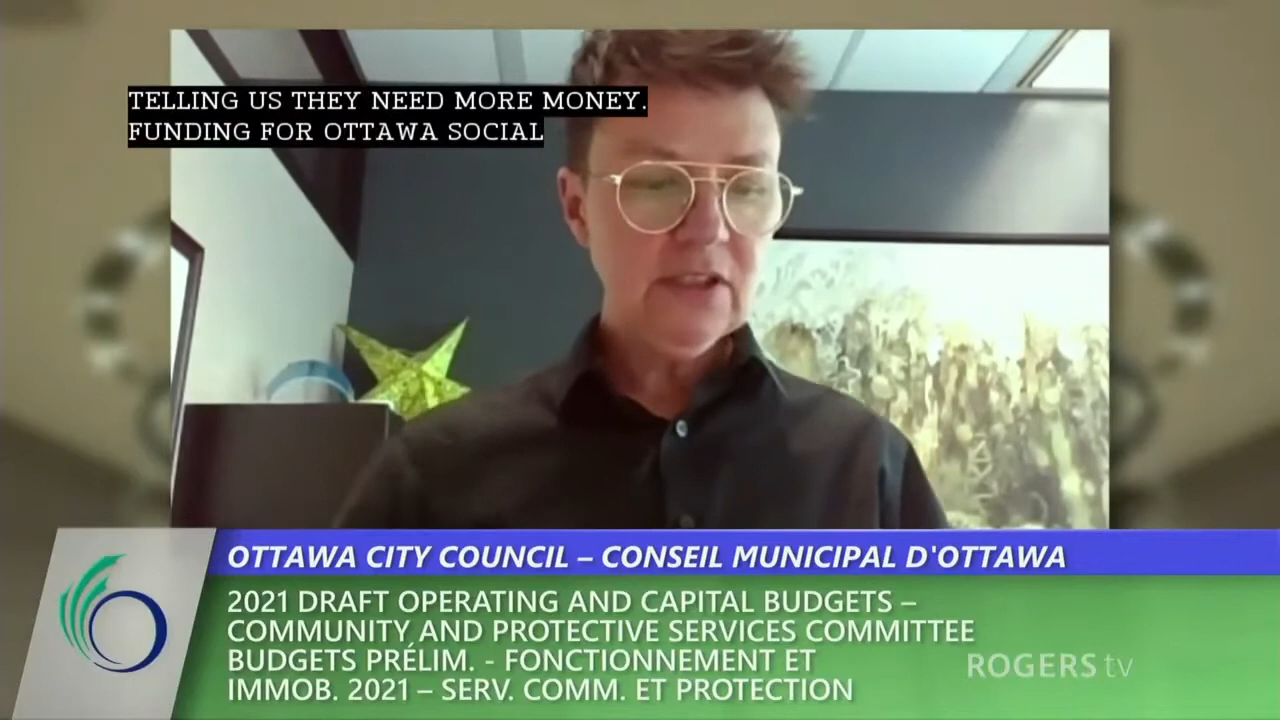 TELLING US THEY NEED MORE MONEY.
FUNDING FOR OTTAWA SOCIAL
OTTAWA CITY COUNCIL – CONSEIL MUNICIPAL D'OTTAWA
2021 DRAFT OPERATING AND CAPITAL BUDGETS –
COMMUNITY AND PROTECTIVE SERVICES COMMITTEE
BUDGETS PRÉLIM. - FONCTIONNEMENT ET
IMMOB. 2021 – SERV. COMM. ET PROTECTION
ROGERS tv